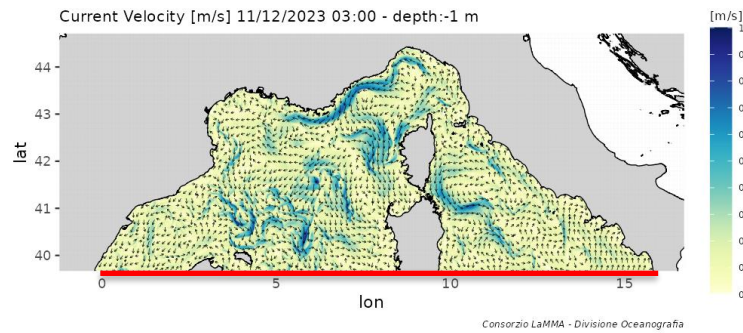 Current Velocity [m/s] 11/12/2023 03:00 - depth:-1 m
[m/s]
44
43
42
41
40
lat
0
5
10
15
lon
Consorzio LaMMA - Divisione Oceanografia